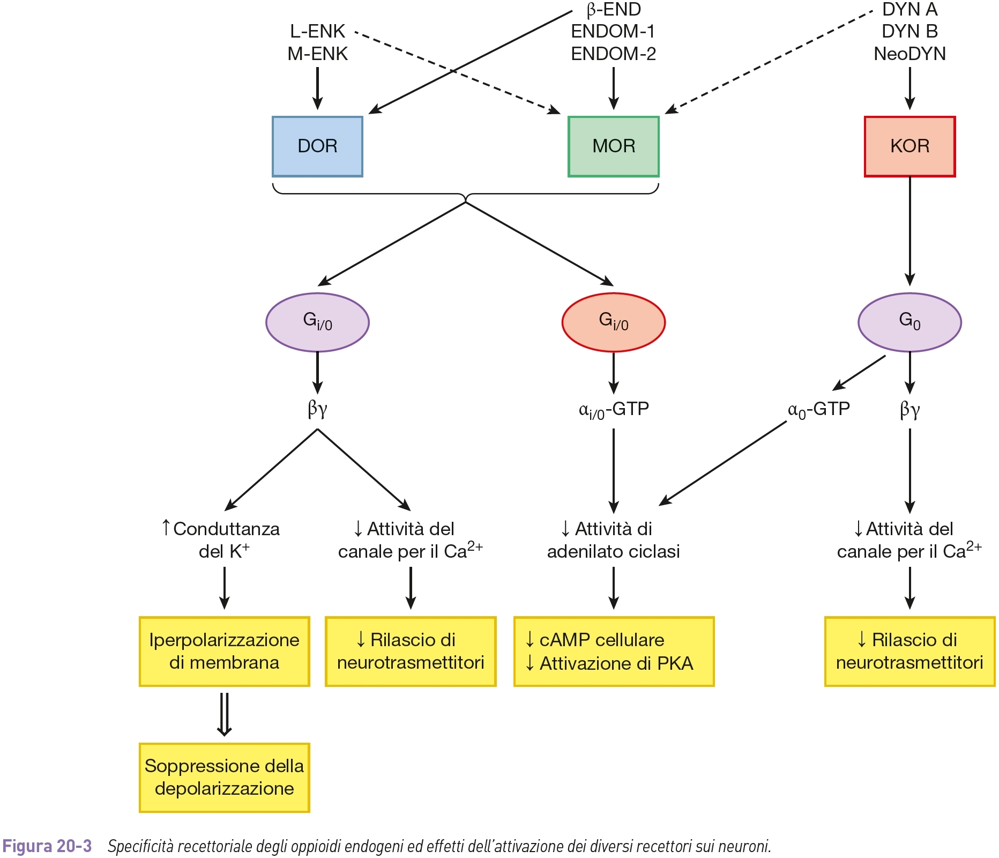 L-ENK
M-ENK
β-END
ENDOM-1
ENDOM-2
DYN A
DYN B
NeoDYN
DOR
MOR
KOR
Gi/0
Gi/0
G0
βγ
αi/0-GTP
α0-GTP
βγ
↑ Conduttanza
del K+
↓ Attività del
canale per il Ca2+
↓ Attività di
adenilato ciclasi
↓ Attività del
canale per il Ca2+
Iperpolarizzazione
di membrana
↓ Rilascio di
neurotrasmettitori
↓ cAMP cellulare
↓ Attivazione di PKA
↓ Rilascio di
neurotrasmettitori
Soppressione della
depolarizzazione
Figura 20-3 Specificità recettoriale degli oppioidi endogeni ed effetti dell'attivazione dei diversi recettori sui neuroni.